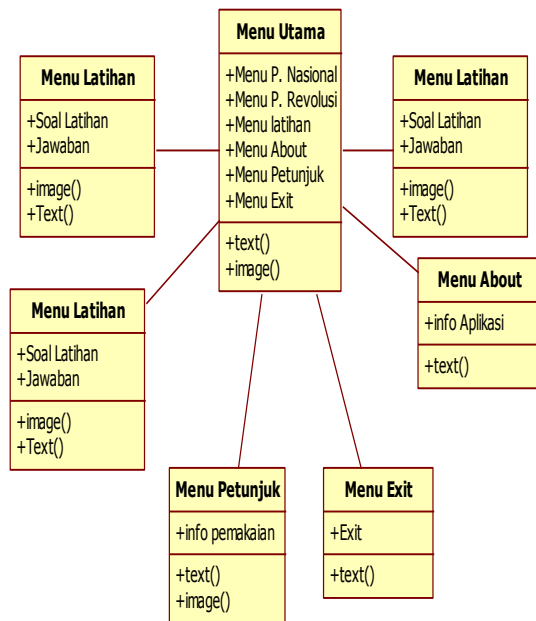 Menu Utama
+Menu P. Nasional
+Menu P. Revolusi
+Menu latihan
+Menu About
+Menu Petunjuk
+Menu Exit
+text()
+image()
Menu Latihan
+Soal Latihan
+Jawaban
+image()
+Text()
Menu Latihan
+Soal Latihan
+Jawaban
+image()
+Text()
Menu Latihan
+Soal Latihan
+Jawaban
+image()
+Text()
Menu About
+info Aplikasi
+text()
Menu Petunjuk
+info pemakaian
+text()
+image()
Menu Exit
+Exit
+text()